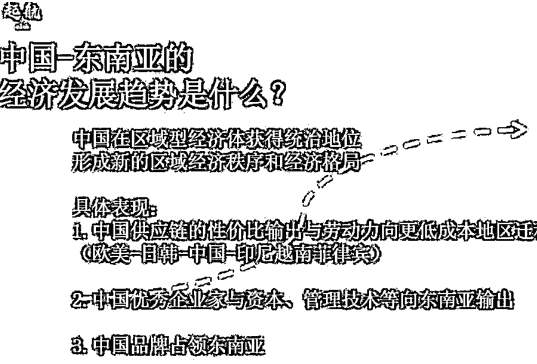 起航
中国-东南亚的
经济发展趋势是什么?
中国在区域型经济体获得统治地位
形成新的区域经济秩序和经济格局
具体表现:
1. 中国供应链的性价比输出与劳动力向更低成本地区迁
(欧美-日韩-中国-印尼越南菲律宾)
2. 中国优秀企业家与资本、管理技术等向东南亚输出
3. 中国品牌占领东南亚